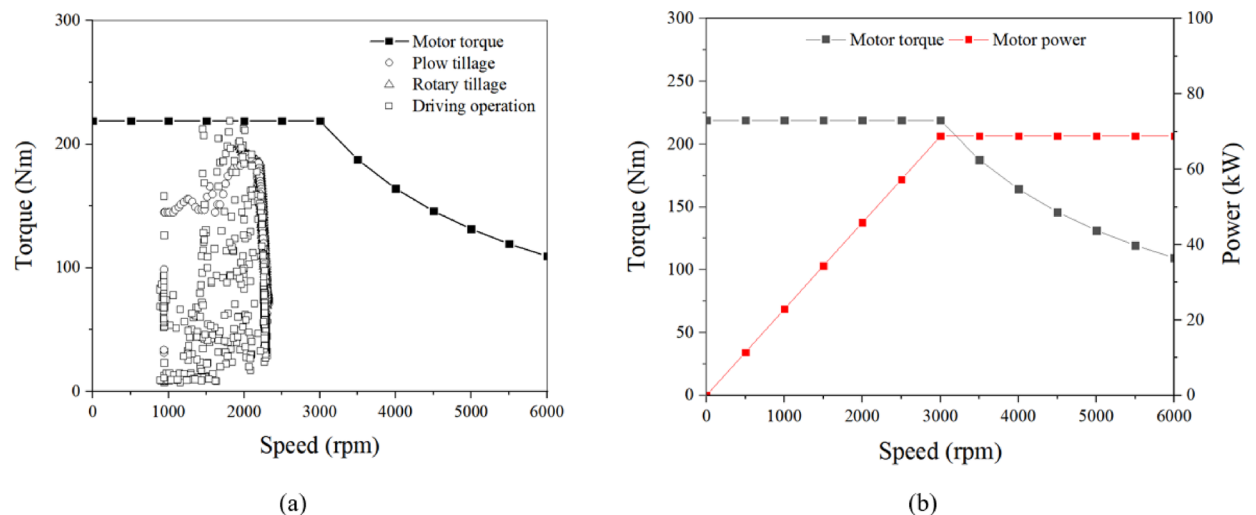 300
200
100
0
Torque (Nm)
Motor torque
Plow tillage
Rotary tillage
Driving operation
0 1000 2000 3000 4000 5000 6000
Speed (rpm)
(a)
300
250
200
150
100
50
0
Torque (Nm)
Motor torque Motor power
100
80
60
40
20
0
Power (kW)
0 1000 2000 3000 4000 5000 6000
Speed (rpm)
(b)